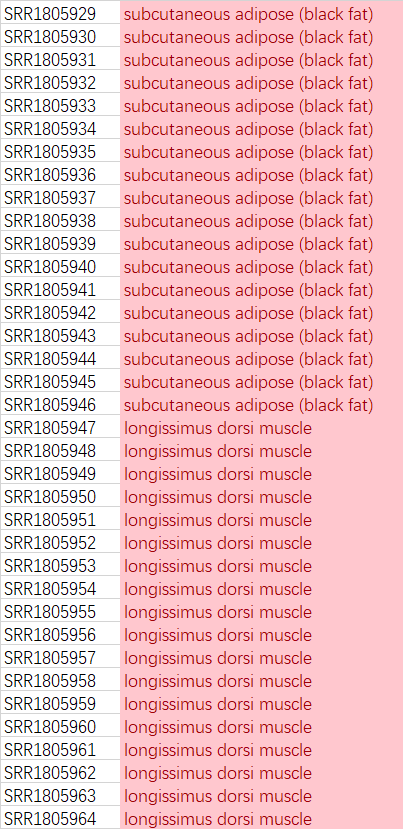 SRR1805929 subcutaneous adipose (black fat)
SRR1805930 subcutaneous adipose (black fat)
SRR1805931 subcutaneous adipose (black fat)
SRR1805932 subcutaneous adipose (black fat)
SRR1805933 subcutaneous adipose (black fat)
SRR1805934 subcutaneous adipose (black fat)
SRR1805935 subcutaneous adipose (black fat)
SRR1805936 subcutaneous adipose (black fat)
SRR1805937 subcutaneous adipose (black fat)
SRR1805938 subcutaneous adipose (black fat)
SRR1805939 subcutaneous adipose (black fat)
SRR1805940 subcutaneous adipose (black fat)
SRR1805941 subcutaneous adipose (black fat)
SRR1805942 subcutaneous adipose (black fat)
SRR1805943 subcutaneous adipose (black fat)
SRR1805944 subcutaneous adipose (black fat)
SRR1805945 subcutaneous adipose (black fat)
SRR1805946 subcutaneous adipose (black fat)
SRR1805947 longissimus dorsi muscle
SRR1805948 longissimus dorsi muscle
SRR1805949 longissimus dorsi muscle
SRR1805950 longissimus dorsi muscle
SRR1805951 longissimus dorsi muscle
SRR1805952 longissimus dorsi muscle
SRR1805953 longissimus dorsi muscle
SRR1805954 longissimus dorsi muscle
SRR1805955 longissimus dorsi muscle
SRR1805956 longissimus dorsi muscle
SRR1805957 longissimus dorsi muscle
SRR1805958 longissimus dorsi muscle
SRR1805959 longissimus dorsi muscle
SRR1805960 longissimus dorsi muscle
SRR1805961 longissimus dorsi muscle
SRR1805962 longissimus dorsi muscle
SRR1805963 longissimus dorsi muscle
SRR1805964 longissimus dorsi muscle